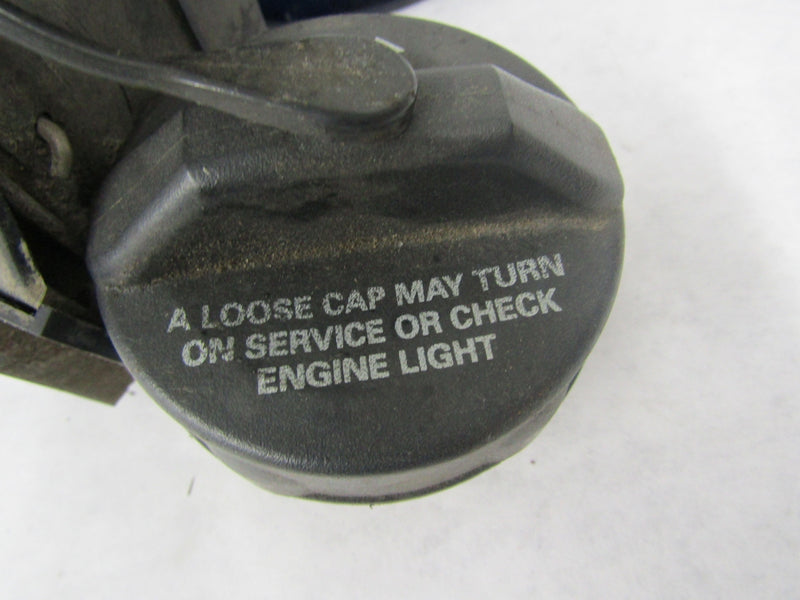 A LOOSE CAP MAY TURN
ON SERVICE OR CHECK
ENGINE LIGHT